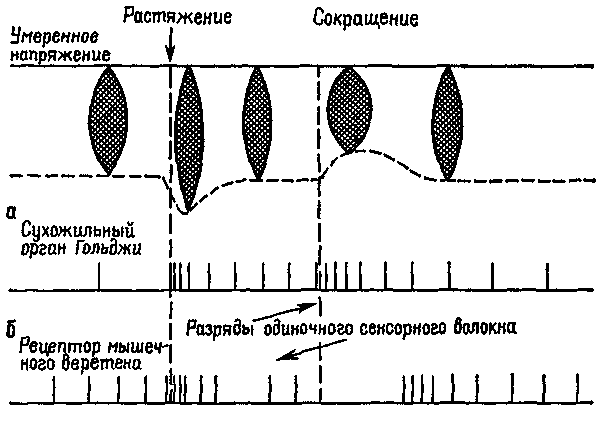 Растяжение
Сокращение
Умеренное
напряжение
а
Сухожильный
орган Гольджи
б
Разряды одиночного сенсорного волокна
Рецептор мышеч-
ного веретена